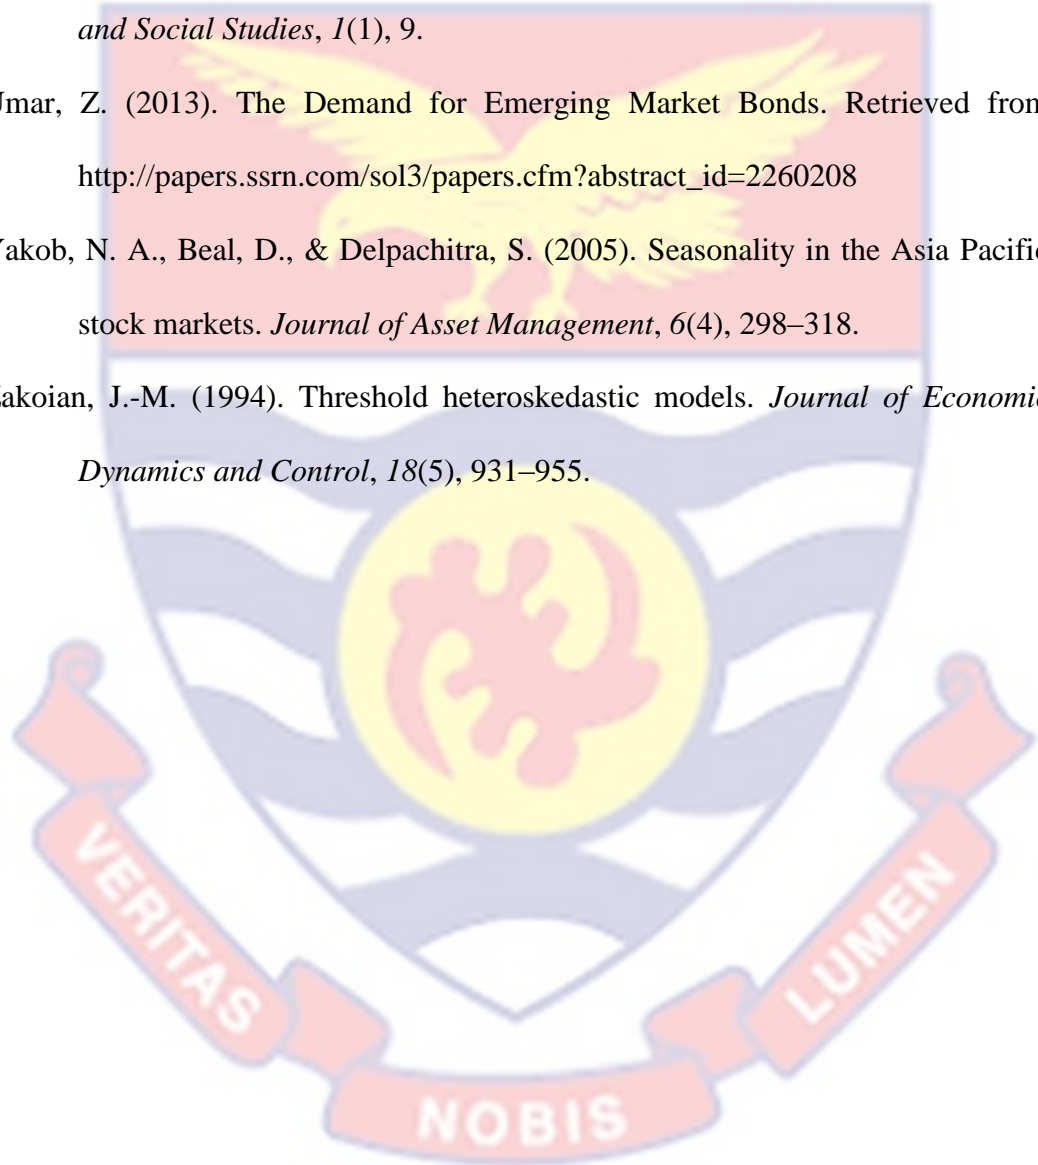 and Social Studies, 1(1), 9.
Umar, Z. (2013). The Demand for Emerging Market Bonds. Retrieved from
http://papers.ssrn.com/sol3/papers.cfm?abstract_id=2260208
Yakob, N. A., Beal, D., & Delpachitra, S. (2005). Seasonality in the Asia Pacific
stock markets. Journal of Asset Management, 6(4), 298–318.
Zakoian, J.-M. (1994). Threshold heteroskedastic models. Journal of Economic
Dynamics and Control, 18(5), 931–955.
VERITAS
NOBIS
LUMEN